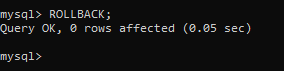 mysql> ROLLBACK;
Query OK, 0 rows affected (0.05 sec)
mysql>